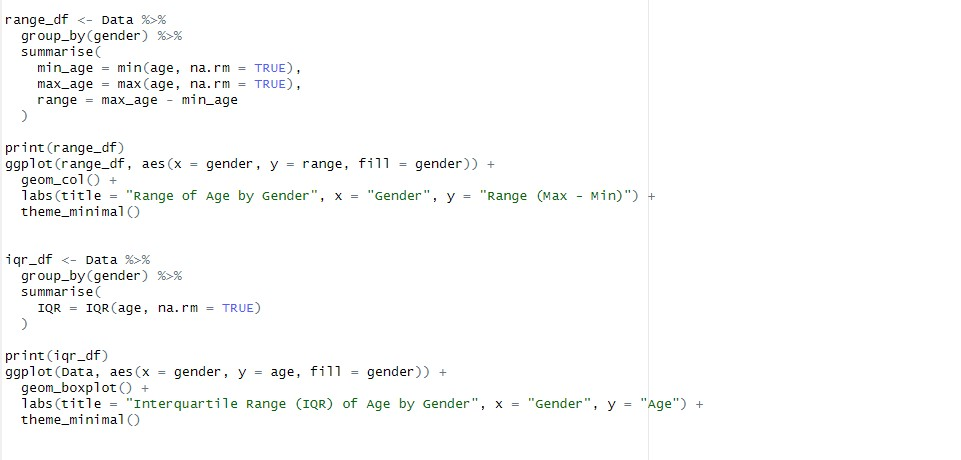 range_df <- Data %>%
  group_by(gender) %>%
  summarise(
    min_age = min(age, na.rm = TRUE),
    max_age = max(age, na.rm = TRUE),
    range = max_age - min_age
  )
print(range_df)
ggplot(range_df, aes(x = gender, y = range, fill = gender)) +
  geom_col() +
  labs(title = "Range of Age by Gender", x = "Gender", y = "Range (Max - Min)") +
  theme_minimal()
iqr_df <- Data %>%
  group_by(gender) %>%
  summarise(
    IQR = IQR(age, na.rm = TRUE)
  )
print(iqr_df)
ggplot(Data, aes(x = gender, y = age, fill = gender)) +
  geom_boxplot() +
  labs(title = "Interquartile Range (IQR) of Age by Gender", x = "Gender", y = "Age") +
  theme_minimal()